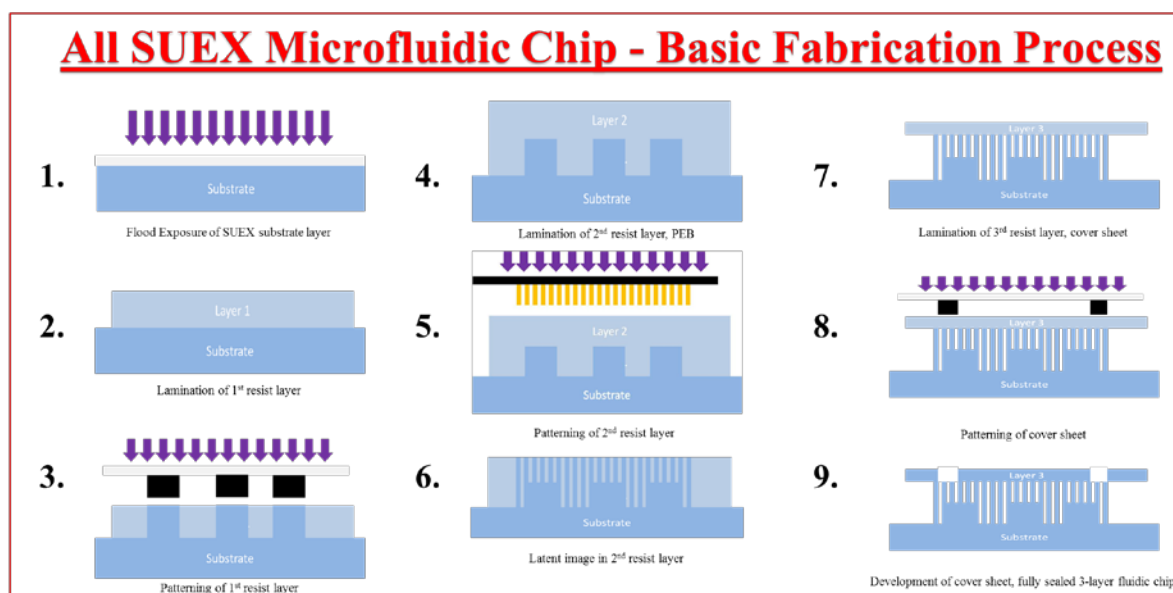 All SUEX Microfluidic Chip - Basic Fabrication Process
1.
Substrate
Flood Exposure of SUEX substrate layer
2.
Layer 1
Substrate
Lamination of 1st resist layer
3.
Substrate
Patterning of 1st resist layer
4.
Layer 2
Substrate
Lamination of 2nd resist layer, PEB
5.
Layer 2
Substrate
Patterning of 2nd resist layer
6.
Substrate
Latent image in 2nd resist layer
7.
Layer 3
Substrate
Lamination of 3rd resist layer, cover sheet
8.
Layer 3
Substrate
Patterning of cover sheet
9.
Layer 3
Substrate
Development of cover sheet, fully sealed 3-layer fluidic chip